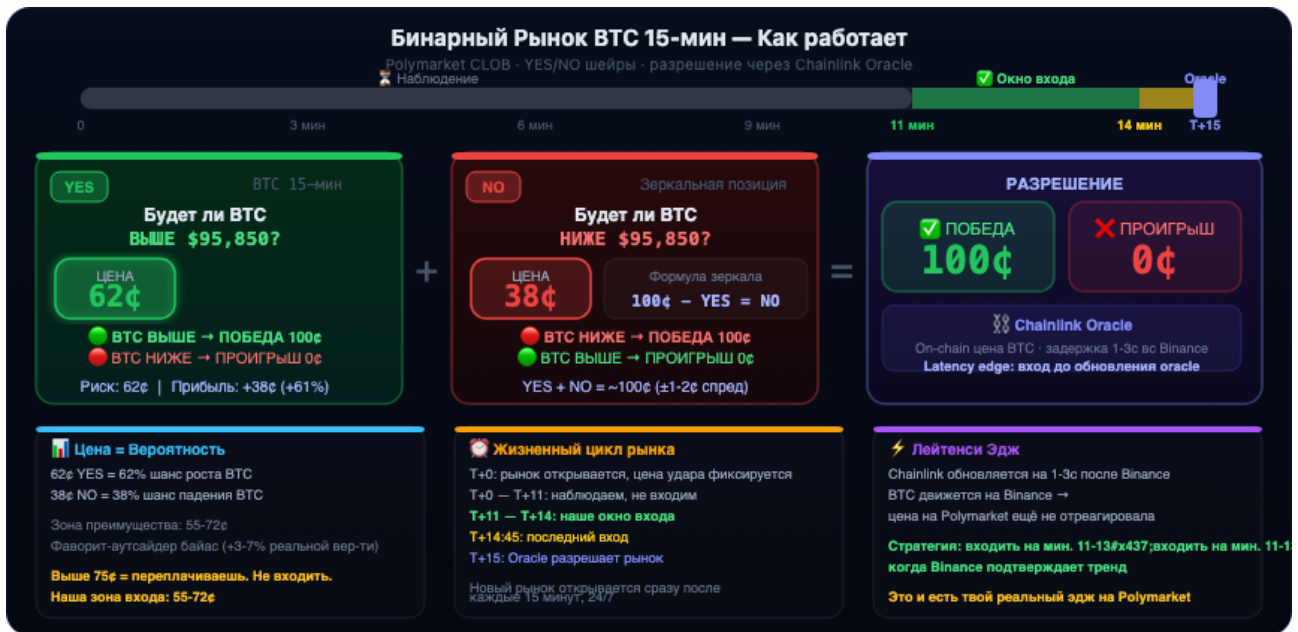 Бинарный Рынок BTC 15-мин — Как работает
Polymarket CLOB · YES/NO шейры · разрешение через Chainlink Oracle
⏳ Наблюдение
✅ Окно входа
Oracle
0
3 мин
6 мин
9 мин
11 мин
14 мин
T+15
YES
BTC 15-мин
Будет ли BTC
ВЫШЕ $95,850?
ЦЕНА
62¢
🟢 BTC ВЫШЕ → ПОБЕДА 100¢
🔴 BTC НИЖЕ → ПРОИГРЫШ 0¢
Риск: 62¢ | Прибыль: +38¢ (+61%)
+
NO
Зеркальная позиция
Будет ли BTC
НИЖЕ $95,850?
ЦЕНА
38¢
Формула зеркала
100¢ − YES = NO
🔴 BTC НИЖЕ → ПОБЕДА 100¢
🟢 BTC ВЫШЕ → ПРОИГРЫШ 0¢
YES + NO = ~100¢ (±1-2¢ спред)
=
РАЗРЕШЕНИЕ
✅ ПОБЕДА
100¢
❌ ПРОИГРЫШ
0¢
⛓ Chainlink Oracle
On-chain цена BTC · задержка 1-3с вс Binance
Latency edge: вход до обновления oracle
📊 Цена = Вероятность
62¢ YES = 62% шанс роста BTC
38¢ NO = 38% шанс падения BTC
Зона преимущества: 55-72¢
Фаворит-аутсайдер байас (+3-7% реальной вер-ти)
Выше 75¢ = переплачиваешь. Не входить.
Наша зона входа: 55-72¢
⏰ Жизненный цикл рынка
T+0: рынок открывается, цена удара фиксируется
T+0 — T+11: наблюдаем, не входим
T+11 — T+14: наше окно входа
T+14:45: последний вход
T+15: Oracle разрешает рынок
Новый рынок открывается сразу после
каждые 15 минут, 24/7
⚡ Лейтенси Эдж
Chainlink обновляется на 1-3с после Binance
BTC движется на Binance →
цена на Polymarket ещё не отреагировала
Стратегия: входить на мин. 11-13#x437;входить на мин. 11-13
когда Binance подтверждает тренд
Это и есть твой реальный эдж на Polymarket